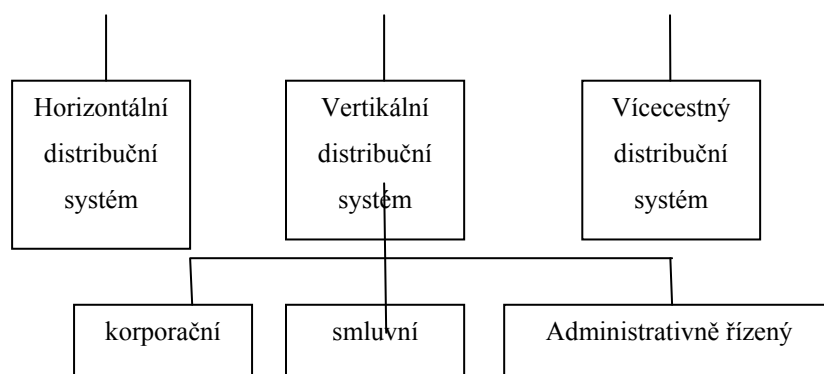 Horizontální
distribuční
systém
Vertikální
distribuční
systém
Vícecestný
distribuční
systém
korporační
smluvní
Administrativně řízený